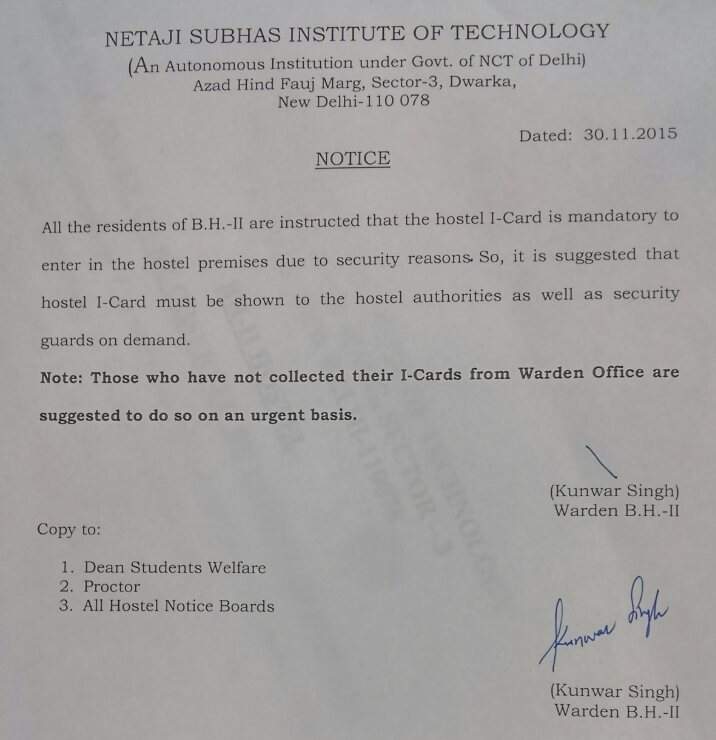 NETAJI SUBHAS INSTITUTE OF TECHNOLOGY
(An Autonomous Institution under Govt. of NCT of Delhi)
Azad Hind Fauj Marg, Sector-3, Dwarka,
New Delhi-110 078
Dated: 30.11.2015
NOTICE
All the residents of B.H.-II are instructed that the hostel I-Card is mandatory to
enter in the hostel premises due to security reasons. So, it is suggested that
hostel I-Card must be shown to the hostel authorities as well as security
guards on demand.
Note: Those who have not collected their I-Cards from Warden Office are
suggested to do so on an urgent basis.
(Kunwar Singh)
Warden B.H.-II
Copy to:
1. Dean Students Welfare
2. Proctor
3. All Hostel Notice Boards
Kunwar Singh
(Kunwar Singh)
Warden B.H.-II